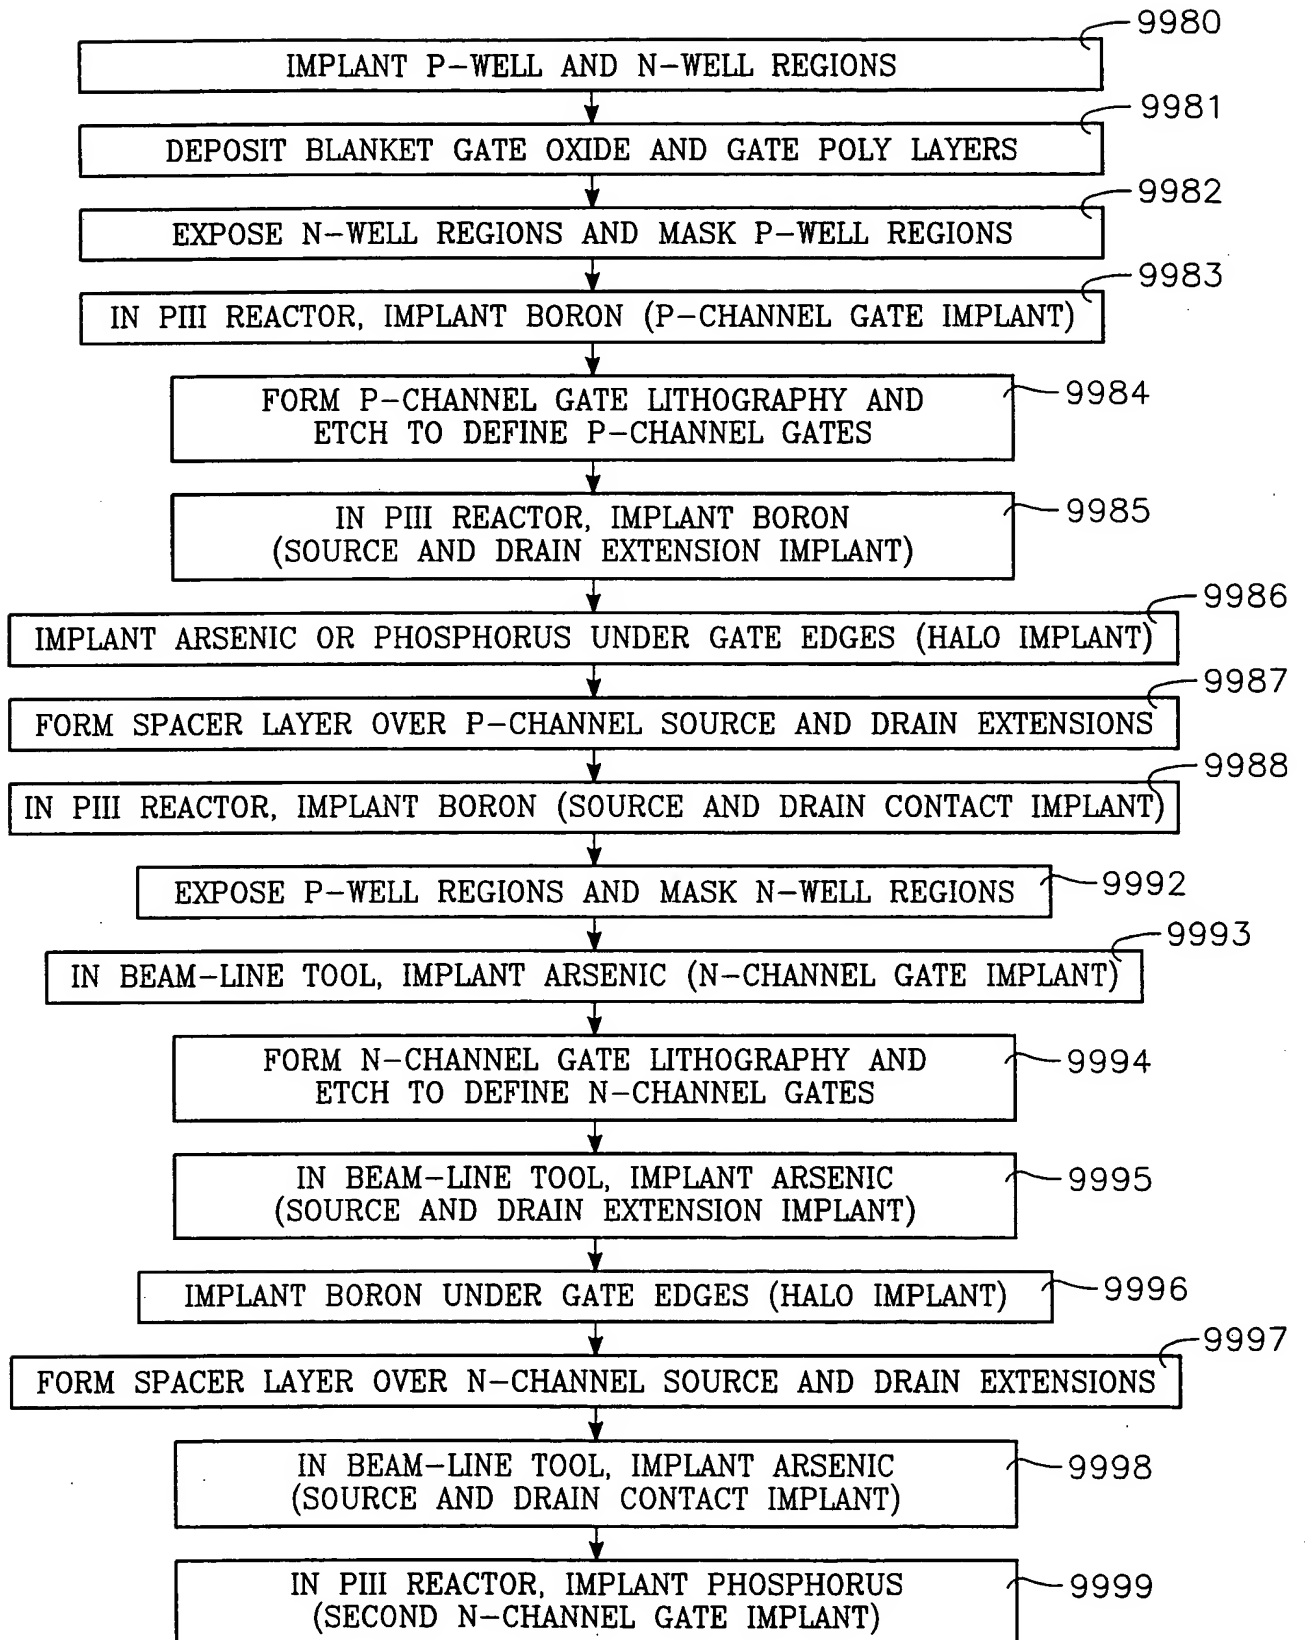 9980
IMPLANT P-WELL AND N-WELL REGIONS
9981
DEPOSIT BLANKET GATE OXIDE AND GATE POLY LAYERS
9982
EXPOSE N-WELL REGIONS AND MASK P-WELL REGIONS
9983
IN PIII REACTOR, IMPLANT BORON (P-CHANNEL GATE IMPLANT)
9984
FORM P-CHANNEL GATE LITHOGRAPHY AND
ETCH TO DEFINE P-CHANNEL GATES
9985
IN PIII REACTOR, IMPLANT BORON
(SOURCE AND DRAIN EXTENSION IMPLANT)
9986
IMPLANT ARSENIC OR PHOSPHORUS UNDER GATE EDGES (HALO IMPLANT)
9987
FORM SPACER LAYER OVER P-CHANNEL SOURCE AND DRAIN EXTENSIONS
9988
IN PIII REACTOR, IMPLANT BORON (SOURCE AND DRAIN CONTACT IMPLANT)
9992
EXPOSE P-WELL REGIONS AND MASK N-WELL REGIONS
9993
IN BEAM-LINE TOOL, IMPLANT ARSENIC (N-CHANNEL GATE IMPLANT)
9994
FORM N-CHANNEL GATE LITHOGRAPHY AND
ETCH TO DEFINE N-CHANNEL GATES
9995
IN BEAM-LINE TOOL, IMPLANT ARSENIC
(SOURCE AND DRAIN EXTENSION IMPLANT)
9996
IMPLANT BORON UNDER GATE EDGES (HALO IMPLANT)
9997
FORM SPACER LAYER OVER N-CHANNEL SOURCE AND DRAIN EXTENSIONS
9998
IN BEAM-LINE TOOL, IMPLANT ARSENIC
(SOURCE AND DRAIN CONTACT IMPLANT)
9999
IN PIII REACTOR, IMPLANT PHOSPHORUS
(SECOND N-CHANNEL GATE IMPLANT)